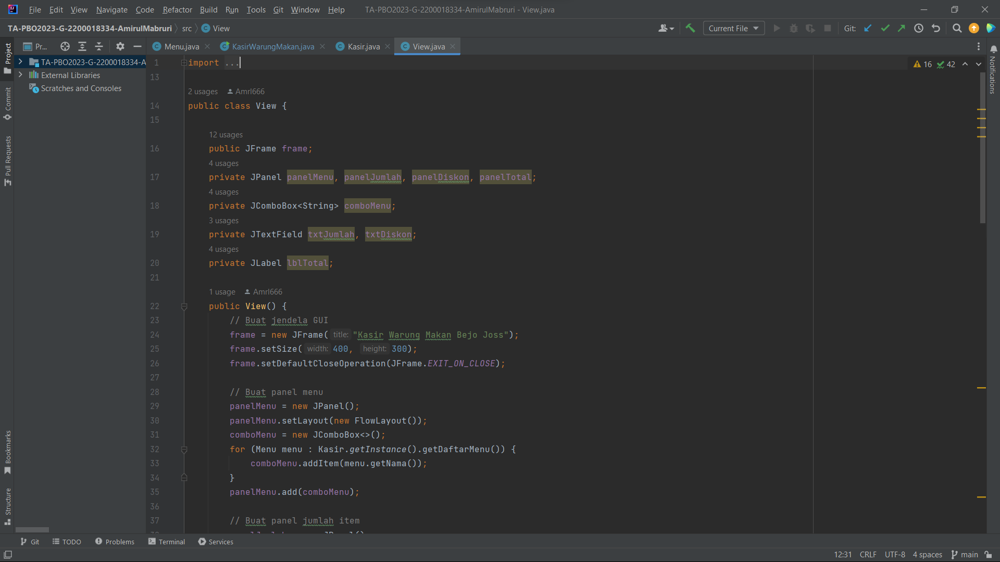 File Edit View Navigate Code Refactor Build Run Tools Git Window Help TA-PBO2023-G-2200018334-AmirulMabruri - View.java
TA-PBO2023-G-2200018334-AmirulMabruri src View Current File Git:
Project
Commit
Pull Requests
Bookmarks
Structure
Pr...
TA-PBO2023-G-2200018334-A
External Libraries
Scratches and Consoles
Menu.java KasirWarungMakan.java Kasir.java View.java
16 42
Notifications
1 import ...
13
2 usages Amrl666
14 public class View {
15
12 usages
16 public JFrame frame;
4 usages
17 private JPanel panelMenu, panelJumlah, panelDiskon, panelTotal;
4 usages
18 private JComboBox<String> comboMenu;
3 usages
19 private JTextField txtJumlah, txtDiskon;
4 usages
20 private JLabel lblTotal;
21
1 usage Amrl666
22 public View() {
23 // Buat jendela GUI
24 frame = new JFrame( title: "Kasir Warung Makan Bejo Joss");
25 frame.setSize( width: 400, height: 300);
26 frame.setDefaultCloseOperation(JFrame.EXIT_ON_CLOSE);
27
28 // Buat panel menu
29 panelMenu = new JPanel();
30 panelMenu.setLayout(new FlowLayout());
31 comboMenu = new JComboBox<>();
32 for (Menu menu : Kasir.getInstance().getDaftarMenu()) {
33 comboMenu.addItem(menu.getNama());
34 }
35 panelMenu.add(comboMenu);
36
37 // Buat panel jumlah item
Git TODO Problems Terminal Services
12:31 CRLF UTF-8 4 spaces main